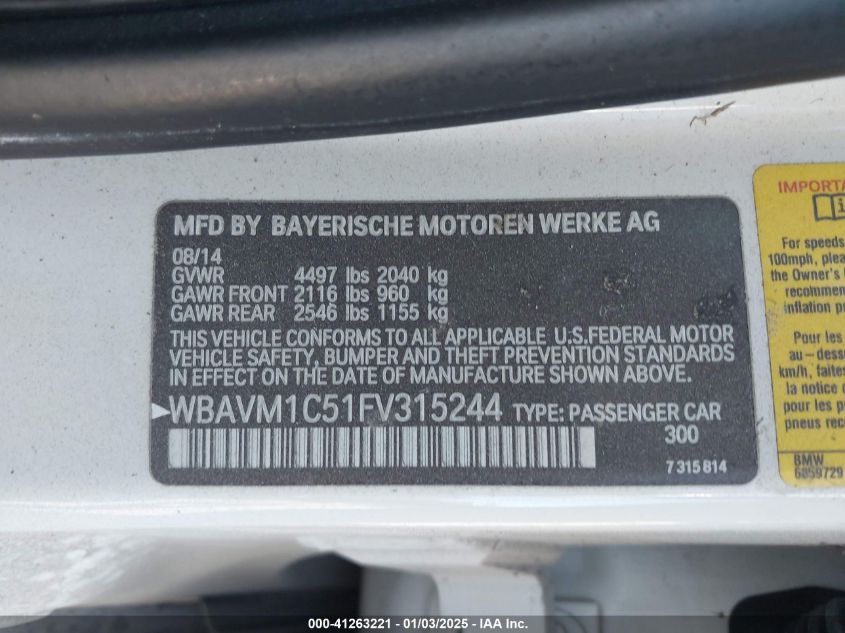 MFD BY BAYERISCHE MOTOREN WERKE AG
08/14
GVWR 4497 lbs 2040 kg
GAWR FRONT 2116 lbs 960 kg
GAWR REAR 2546 lbs 1155 kg
THIS VEHICLE CONFORMS TO ALL APPLICABLE U.S.FEDERAL MOTOR
VEHICLE SAFETY, BUMPER AND THEFT PREVENTION STANDARDS
IN EFFECT ON THE DATE OF MANUFACTURE SHOWN ABOVE.
WBAVM1C51FV315244 TYPE: PASSENGER CAR
300
7 315 814
IMPORTA
For speeds
100mph, plea
the Owner's
recommen
inflation p
Pour les
au-dess
km/h, faites
la notice
pour les p
pneus reco
BMW
6859729
000-41263221 - 01/03/2025 - IAA Inc.